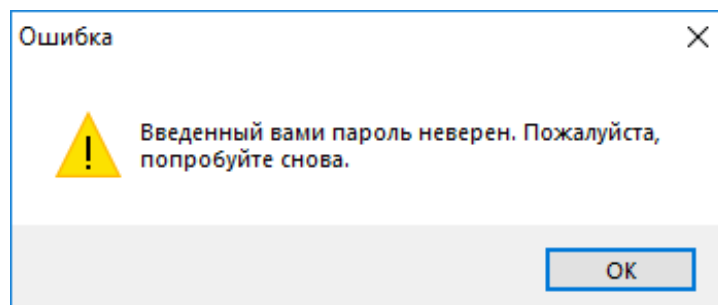 Ошибка
Введенный вами пароль неверен. Пожалуйста,
попробуйте снова.
OK